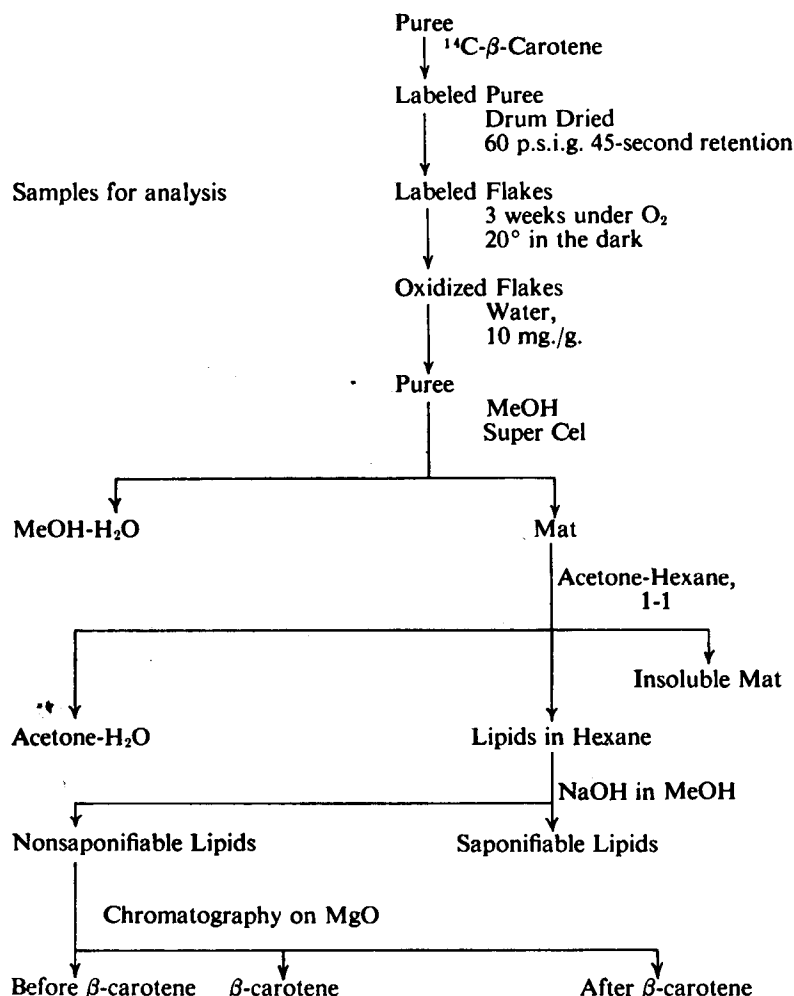 Puree
¹⁴C-β-Carotene
Labeled Puree
Drum Dried
60 p.s.i.g. 45-second retention
Samples for analysis
Labeled Flakes
3 weeks under O₂
20° in the dark
Oxidized Flakes
Water,
10 mg./g.
Puree
MeOH
Super Cel
MeOH-H₂O
Mat
Acetone-Hexane,
1-1
Insoluble Mat
Acetone-H₂O
Lipids in Hexane
NaOH in MeOH
Nonsaponifiable Lipids
Saponifiable Lipids
Chromatography on MgO
Before β-carotene
β-carotene
After β-carotene